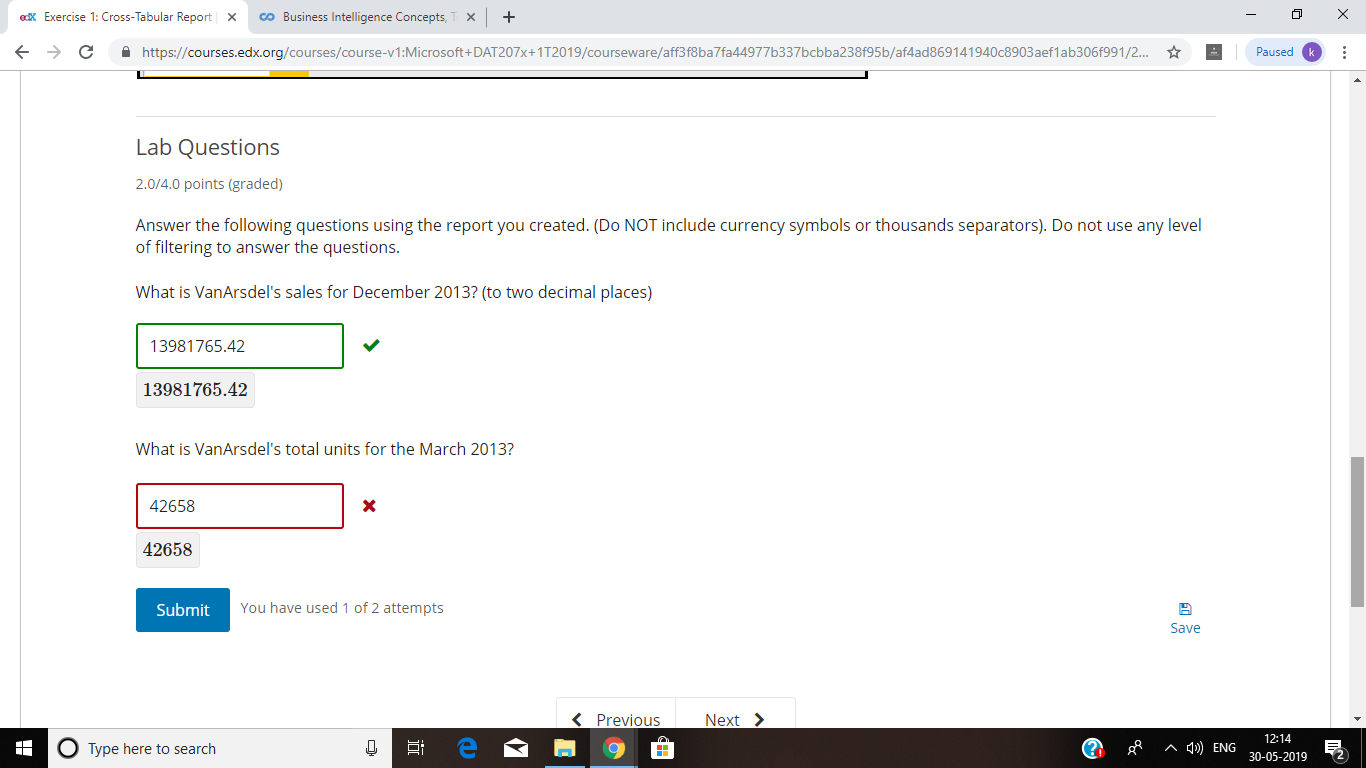 edX Exercise 1: Cross-Tabular Report
Business Intelligence Concepts, T
https://courses.edx.org/courses/course-v1:Microsoft+DAT207x+1T2019/courseware/aff3f8ba7fa44977b337bcbba238f95b/af4ad869141940c8903aef1ab306f991/2...
Paused k
Lab Questions
2.0/4.0 points (graded)
Answer the following questions using the report you created. (Do NOT include currency symbols or thousands separators). Do not use any level
of filtering to answer the questions.
What is VanArsdel's sales for December 2013? (to two decimal places)
13981765.42
13981765.42
What is VanArsdel's total units for the March 2013?
42658
42658
Submit You have used 1 of 2 attempts
Save
Previous Next
Type here to search
ENG
12:14
30-05-2019
2